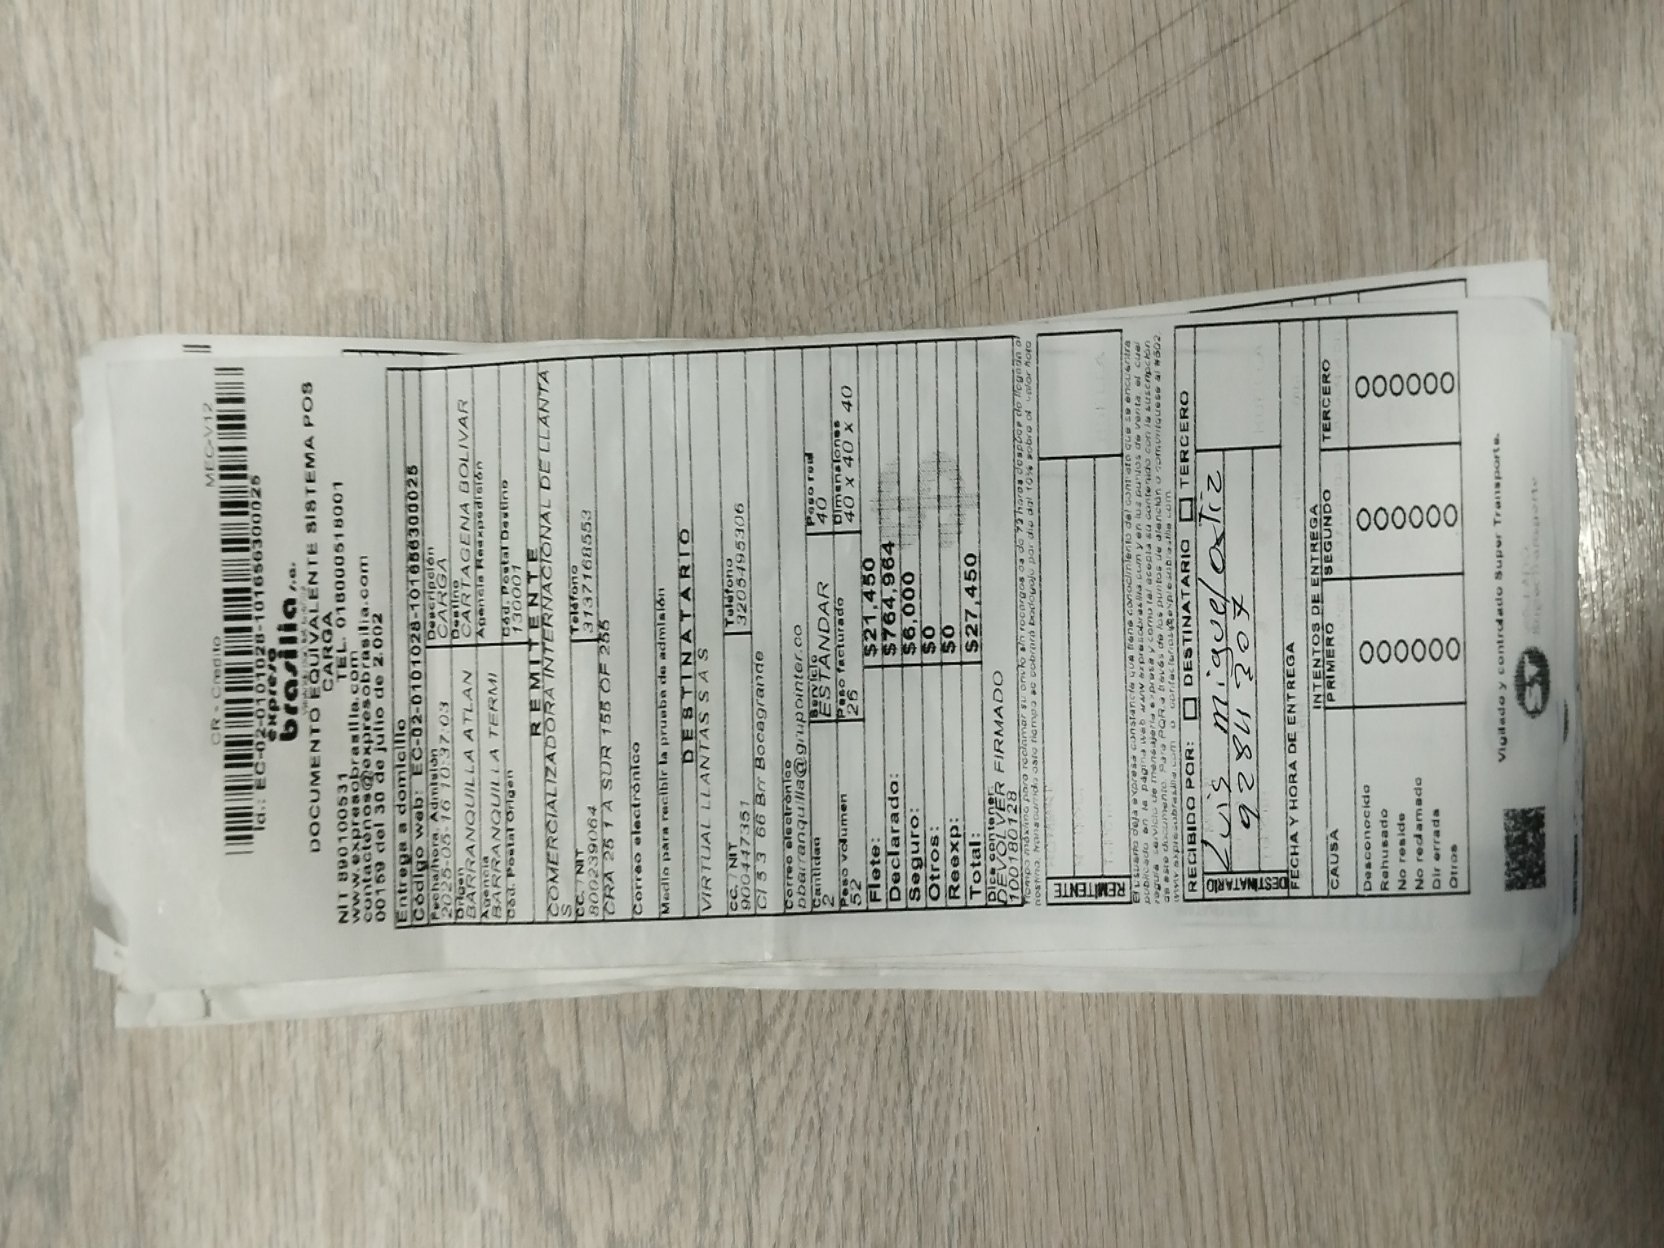 CR - Credito
MEC-V12
Id.: EC-02-0101028-10165630025
expreso
brasilia s.a.
DOCUMENTO EQUIVALENTE SISTEMA POS
CARGA
NIT 890100531 TEL. 018000518001
www.expresobrasilia.com
contactenos@expresobrasilia.com
00159 del 30 de julio de 2.002
Entrega a domicilio
Código web: EC-02-0101028-10165630025
Fecha/hora Admisión Descripción
2025-05-16 10:37:03 CARGA
Origen Destino
BARRANQUILLA ATLAN CARTAGENA BOLIVAR
Agencia Agencia Reexpedición
BARRANQUILLA TERMI
Cód. Postal Origen Cód. Postal Destino
130001
REMITENTE
COMERCIALIZADORA INTERNACIONAL DE LLANTA
S
CC. / NIT Teléfono
800239064 3137168553
CRA 25 1 A SUR 155 OF 255
Correo electrónico
Medio para recibir la prueba de admisión
DESTINATARIO
VIRTUAL LLANTAS S A S
CC. / NIT Teléfono
900447351 3205495306
Cl 5 3 66 Brr Bocagrande
Correo electrónico
pbarranquilla@grupointer.co
Cantidad Servicio Peso real
2 ESTANDAR 40
Peso volumen Peso facturado Dimensiones
52 26 40 x 40 x 40
Flete: $21,450
Declarado: $764,964
Seguro: $6,000
Otros: $0
Reexp: $0
Total: $27,450
Dice contener
DEVOLVER FIRMADO
100180128
REMITENTE
RECIBIDO POR: DESTINATARIO TERCERO
DESTINATARIO
Luis miguel ortiz
9284307
FECHA Y HORA DE ENTREGA
INTENTOS DE ENTREGA
CAUSA PRIMERO SEGUNDO TERCERO
Desconocido
Rehusado
No reside
No reclamado
Dir errada
Otros
Vigilado y controlado Super Transporte.